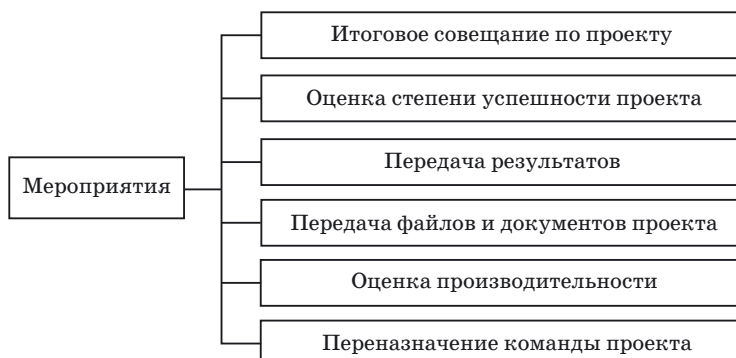 Итоговое совещание по проекту
Оценка степени успешности проекта
Передача результатов
Мероприятия
Передача файлов и документов проекта
Оценка производительности
Переназначение команды проекта